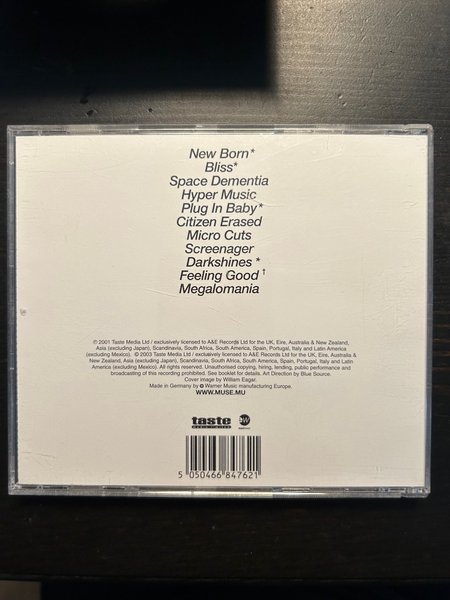 New Born*
Bliss*
Space Dementia
Hyper Music
Plug In Baby*
Citizen Erased
Micro Cuts
Screenager
Darkshines *
Feeling Good †
Megalomania
℗ 2001 Taste Media Ltd / exclusively licensed to A&E Records Ltd for the UK, Eire, Australia & New Zealand,
Asia (excluding Japan), Scandinavia, South Africa, South America, Spain, Portugal, Italy and Latin America
(excluding Mexico). © 2003 Taste Media Ltd / exclusively licensed to A&E Records Ltd for the UK, Eire, Australia &
New Zealand, Asia (excluding Japan), Scandinavia, South Africa, South America, Spain, Portugal, Italy and Latin
America (excluding Mexico). All rights reserved. Unauthorised copying, hiring, lending, public performance and
broadcasting of this recording prohibited. See booklet for details. Art Direction by Blue Source.
Cover image by William Eagar.
Made in Germany by Warner Music manufacturing Europe.
WWW.MUSE.MU
taste
ew
5 050466 847621